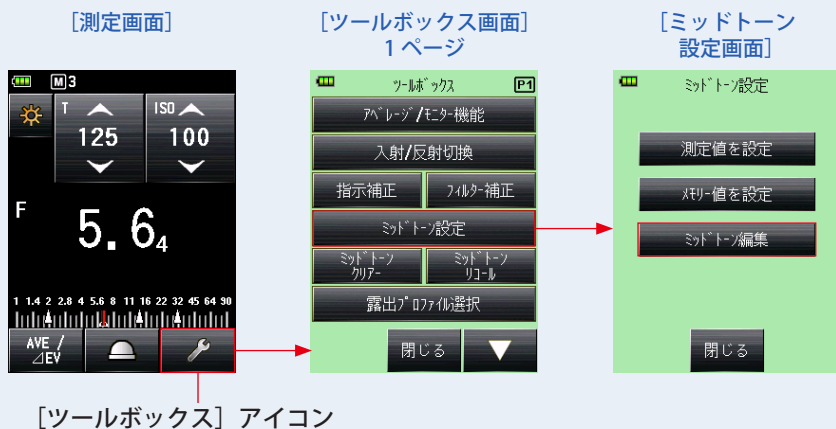 [測定画面]
M3
T
125
ISO
100
F
5.64
1 1.4 2 2.8 4 5.6 8 11 16 22 32 45 64 90
AVE /
⊿EV
[ツールボックス]アイコン
[ツールボックス画面]
1 ページ
ﾂｰﾙﾎﾞｯｸｽ
P1
ｱﾍﾞﾚｰｼﾞ/ﾓﾆﾀｰ機能
入射/反射切換
指示補正
ﾌｨﾙﾀｰ補正
ﾐｯﾄﾞﾄｰﾝ設定
ﾐｯﾄﾞﾄｰﾝ
ｸﾘｱｰ
ﾐｯﾄﾞﾄｰﾝ
ﾘｺｰﾙ
露出ﾌﾟﾛﾌｧｲﾙ選択
閉じる
[ミッドトーン
設定画面]
ﾐｯﾄﾞﾄｰﾝ設定
測定値を設定
ﾒﾓﾘｰ値を設定
ﾐｯﾄﾞﾄｰﾝ編集
閉じる